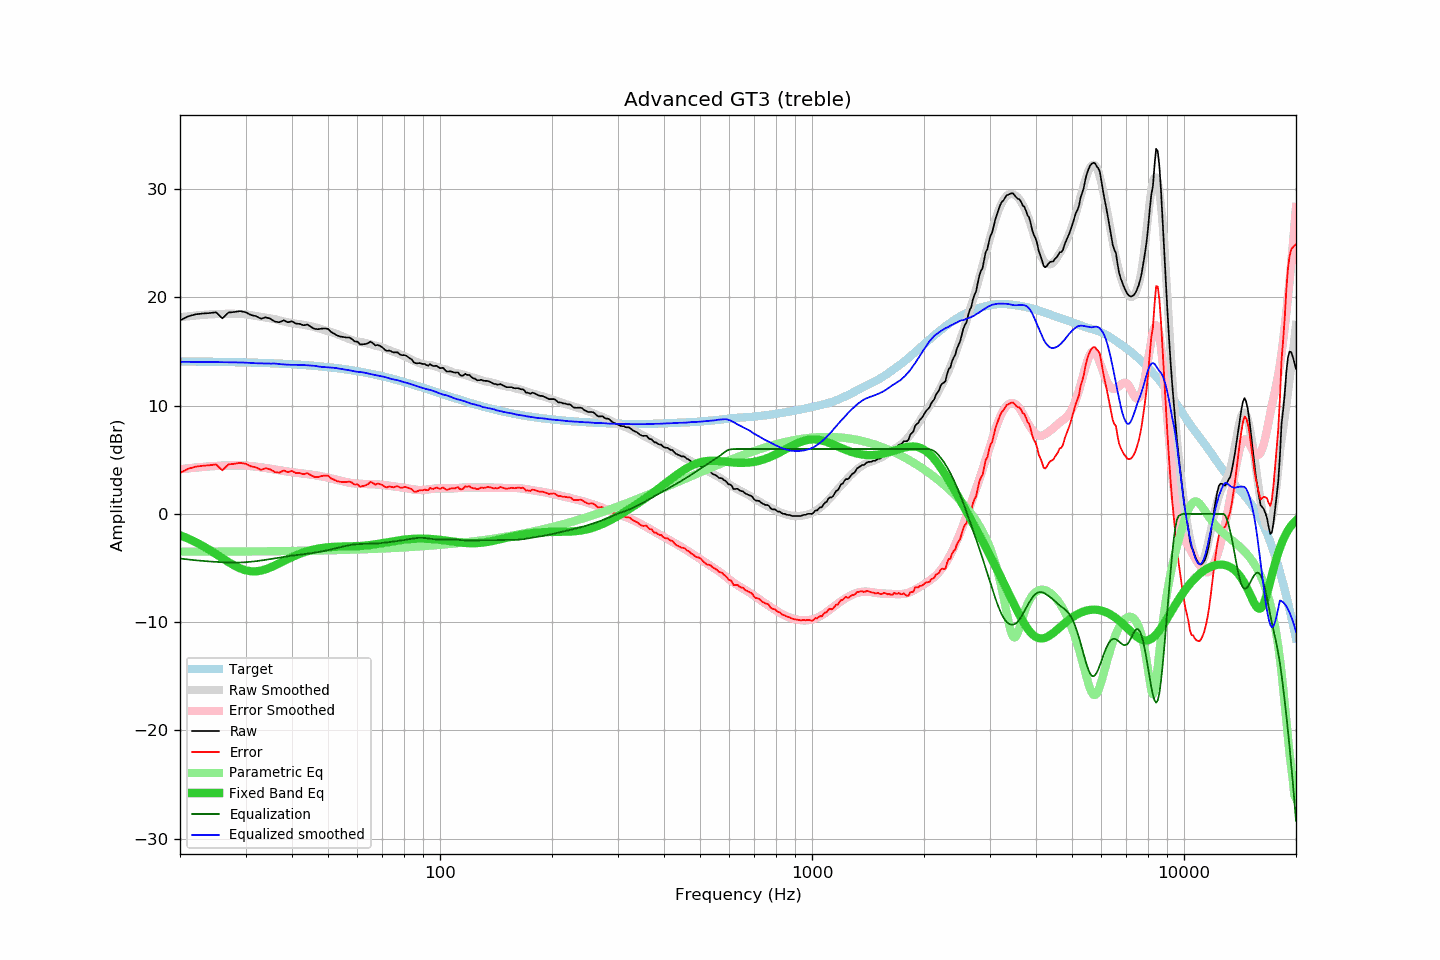 Advanced GT3 (treble)
Amplitude (dBr)
30
20
10
0
−10
−20
−30
Target
Raw Smoothed
Error Smoothed
Raw
Error
Parametric Eq
Fixed Band Eq
Equalization
Equalized smoothed
100
1000
10000
Frequency (Hz)